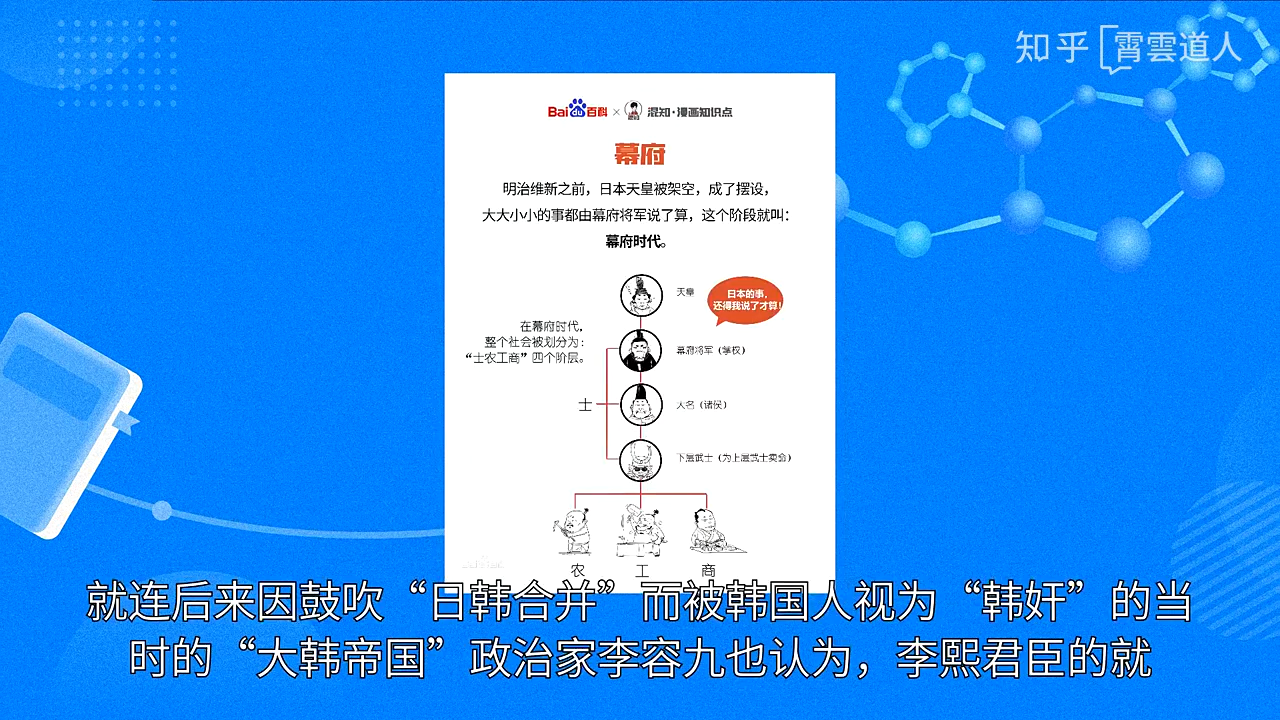 知乎 霄雲道人
Baidu百科 × 混知·漫画知识点
幕府
明治维新之前，日本天皇被架空，成了摆设，
大大小小的事都由幕府将军说了算，这个阶段就叫：
幕府时代。
天皇
日本的事，
还得我说了才算！
在幕府时代，
整个社会被划分为：
“士农工商”四个阶层。
幕府将军（掌权）
士
大名（诸侯）
下层武士（为上层武士卖命）
农 工 商
就连后来因鼓吹“日韩合并”而被韩国人视为“韩奸”的当
时的“大韩帝国”政治家李容九也认为，李熙君臣的就